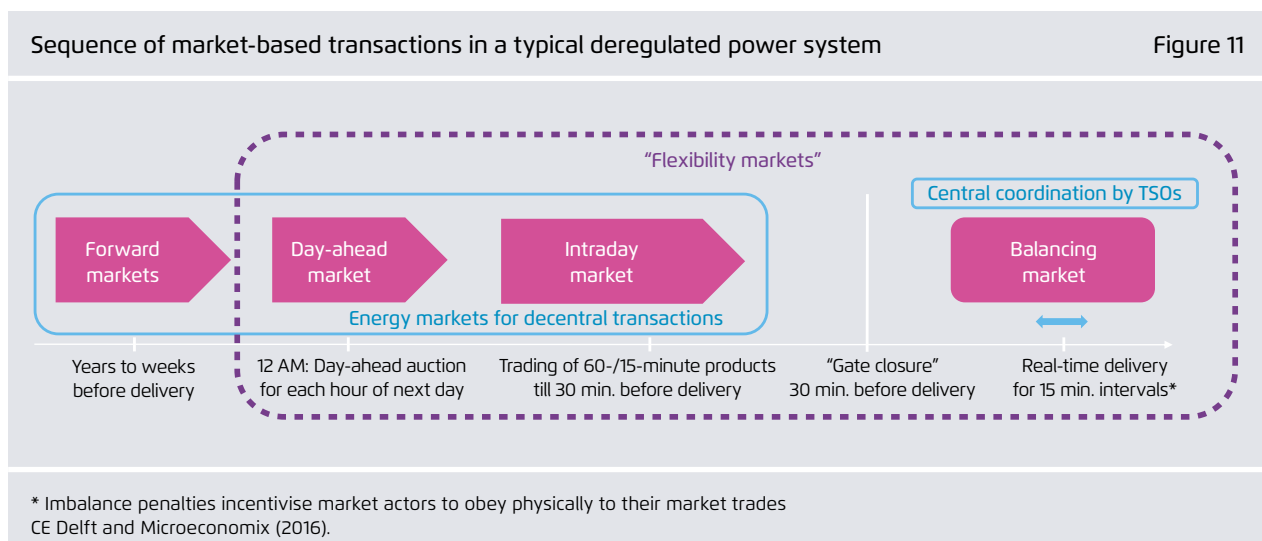 Sequence of market-based transactions in a typical deregulated power system
Figure 11
“Flexibility markets”
Central coordination by TSOs
Forward
markets
Day-ahead
market
Intraday
market
Balancing
market
Energy markets for decentral transactions
Years to weeks
before delivery
12 AM: Day-ahead auction
for each hour of next day
Trading of 60-/15-minute products
till 30 min. before delivery
“Gate closure”
30 min. before delivery
Real-time delivery
for 15 min. intervals*
* Imbalance penalties incentivise market actors to obey physically to their market trades
CE Delft and Microeconomix (2016).